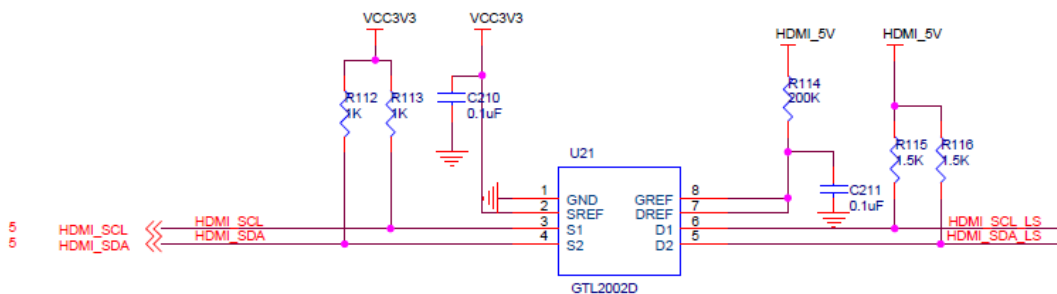 VCC3V3
VCC3V3
HDMI_5V
HDMI_5V
R112
1K
R113
1K
C210
0.1uF
R114
200K
R115
1.5K
R116
1.5K
C211
0.1uF
U21
1 GND GREF 8
2 SREF DREF 7
3 S1 D1 6
4 S2 D2 5
GTL2002D
5 HDMI_SCL HDMI_SCL HDMI_SCL_LS
5 HDMI_SDA HDMI_SDA HDMI_SDA_LS